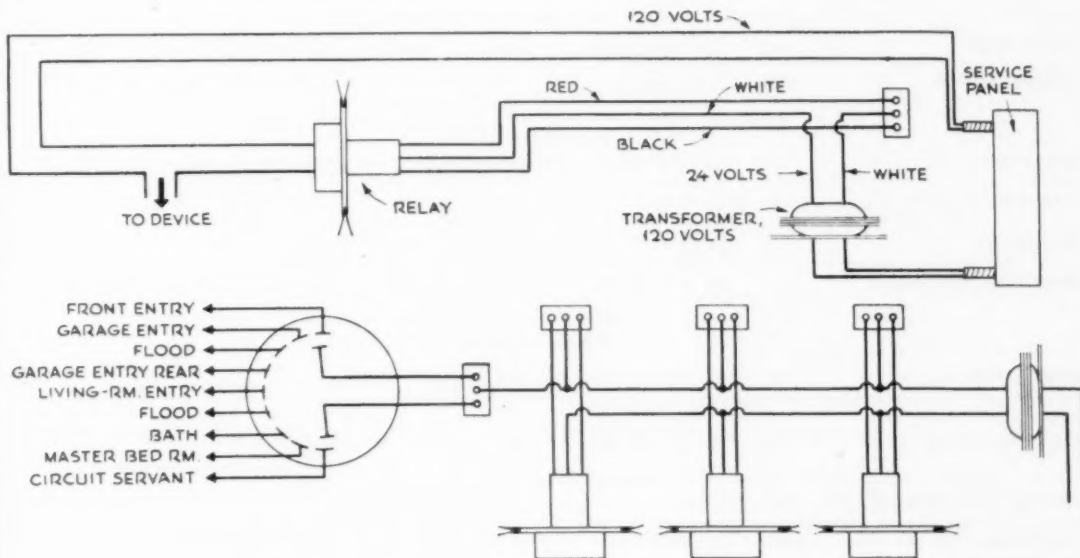 120 VOLTS
SERVICE
PANEL
RED
WHITE
BLACK
24 VOLTS
WHITE
RELAY
TO DEVICE
TRANSFORMER,
120 VOLTS
FRONT ENTRY
GARAGE ENTRY
FLOOD
GARAGE ENTRY REAR
LIVING-RM. ENTRY
FLOOD
BATH
MASTER BED RM.
CIRCUIT SERVANT